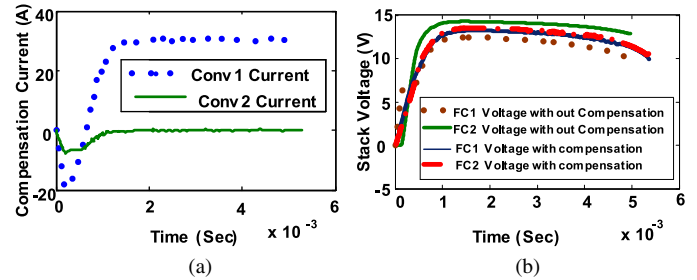 40
20
0
-20
0
2
4
6
Compensation Current (A)
Conv 1 Current
Conv 2 Current
Time (Sec)
x 10⁻³
(a)
15
10
5
0
-5
0
1
2
3
4
5
6
Stack Voltage (V)
FC1 Voltage with out Compensation
FC2 Voltage with out Compensation
FC1 Voltage with compensation
FC2 Voltage with compensation
Time (Sec)
x 10⁻³
(b)